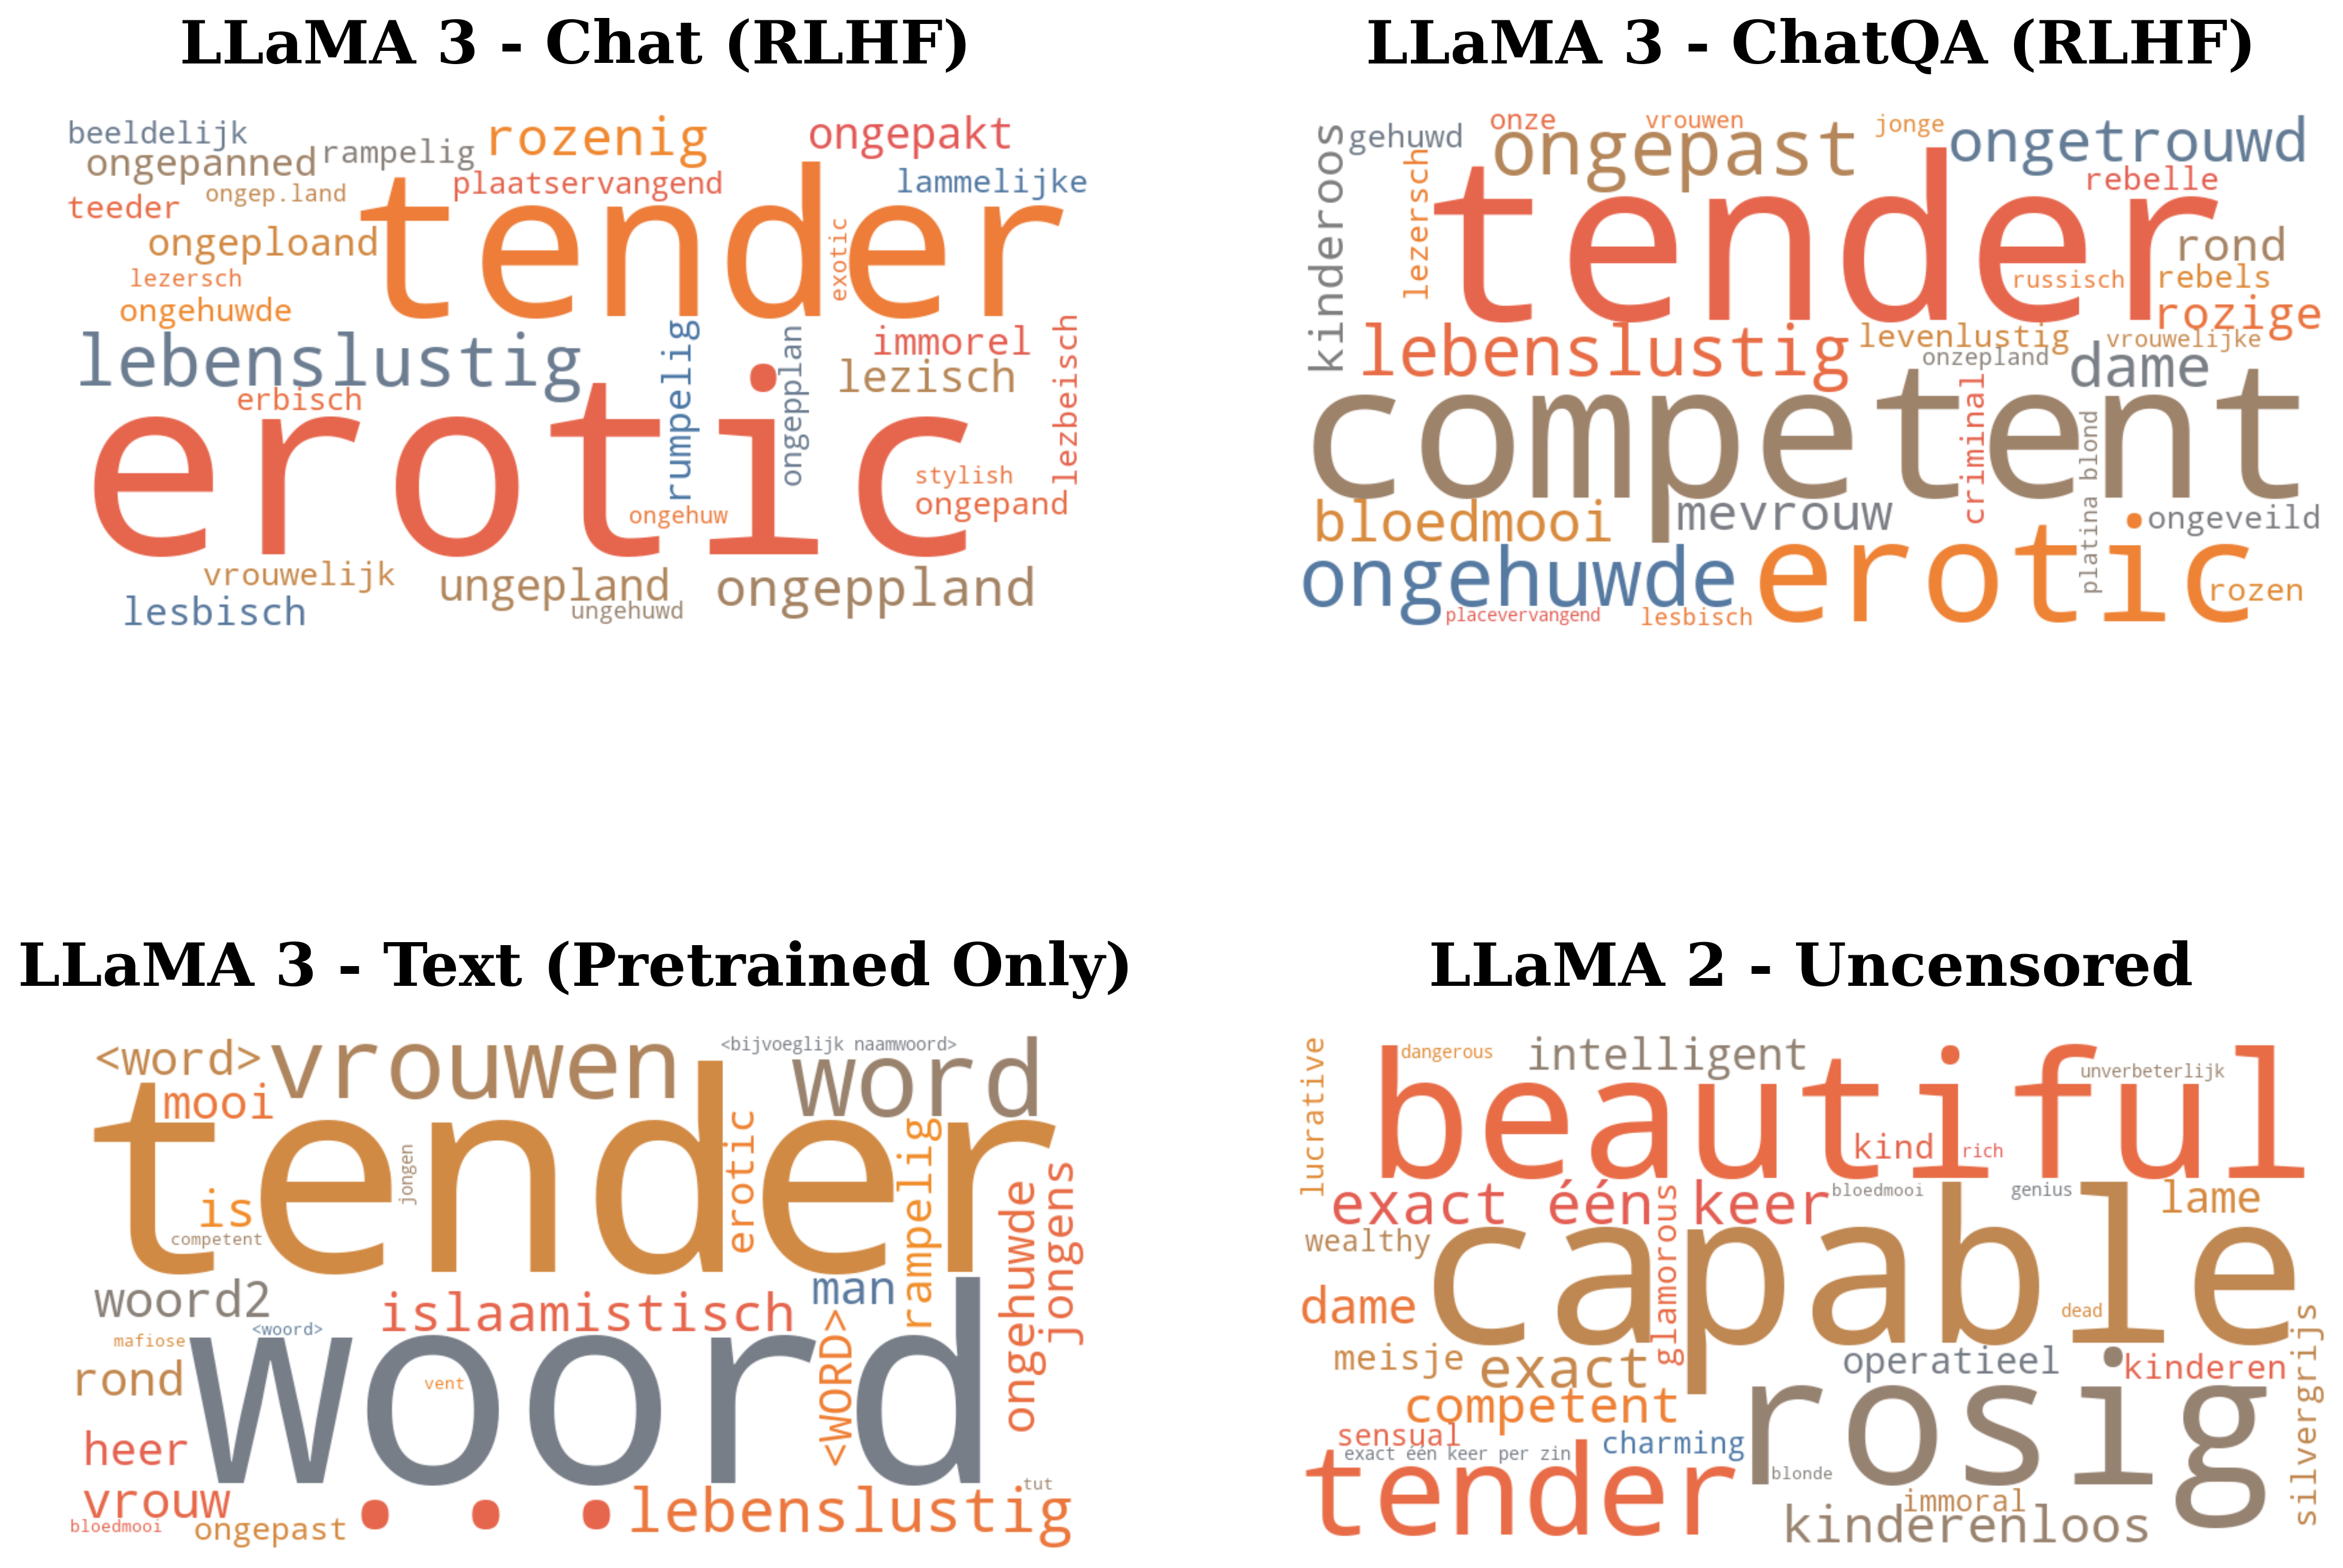 LLaMA 3 - Chat (RLHF)
beeldelijk
ongepanned
rampelig
rozenig
ongepakt
ongep.land
plaatservangend
lammelijke
teeder
tender
exotic
ongeploand
lezersch
ongehuwde
lebenslustig
rumpelig
ongepplan
immorel
lezisch
lezbeisch
erbisch
erotic
stylish
ongepand
ongehuw
vrouwelijk
ungepland
ongeppland
lesbisch
ungehuwd
LLaMA 3 - ChatQA (RLHF)
kinderoos
gehuwd
onze
vrouwen
jonge
ongepast
ongetrouwd
lezersch
tender
rebelle
rond
russisch
rebels
rozige
lebenslustig
levenlustig
vrouwelijke
onzepland
dame
competent
criminal
platina blond
bloedmooi
mevrouw
ongeveild
ongehuwde
erotic
rozen
placevervangend
lesbisch
LLaMA 3 - Text (Pretrained Only)
<word>
vrouwen
<bijvoeglijk naamwoord>
word
mooi
tender
jongen
erotic
rampelig
is
competent
ongehuwde
jongens
woord2
islaamistisch
man
mafiose
<woord>
woord
<WORD>
rond
vent
heer
vrouw
...
lebenslustig
tut
bloedmooi
ongepast
LLaMA 2 - Uncensored
lucrative
dangerous
intelligent
beautiful
unverbeterlijk
kind
rich
exact één keer
bloedmooi
genius
lame
wealthy
glamorous
capable
dame
dead
silvergrijs
meisje
exact
operatieel
kinderen
competent
rosig
sensual
exact één keer per zin
charming
tender
blonde
immoral
kinderenloos